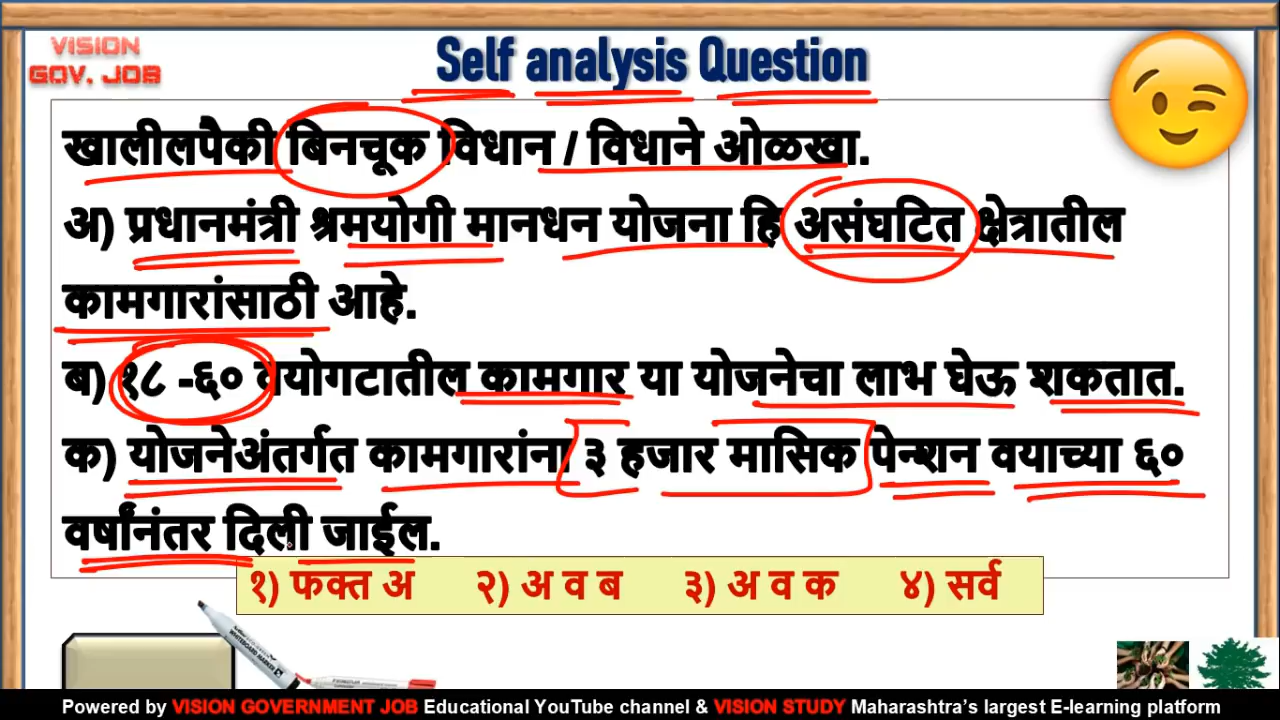 VISION
GOV. JOB
Self analysis Question
खालीलपैकी बिनचूक विधान / विधाने ओळखा.
अ) प्रधानमंत्री श्रमयोगी मानधन योजना हि असंघटित क्षेत्रातील
कामगारांसाठी आहे.
ब) १८ -६० वयोगटातील कामगार या योजनेचा लाभ घेऊ शकतात.
क) योजनेअंतर्गत कामगारांना ३ हजार मासिक पेन्शन वयाच्या ६०
वर्षांनंतर दिली जाईल.
१) फक्त अ २) अ व ब ३) अ व क ४) सर्व
WHITEBOARD MARKER
Powered by VISION GOVERNMENT JOB Educational YouTube channel & VISION STUDY Maharashtra's largest E-learning platform